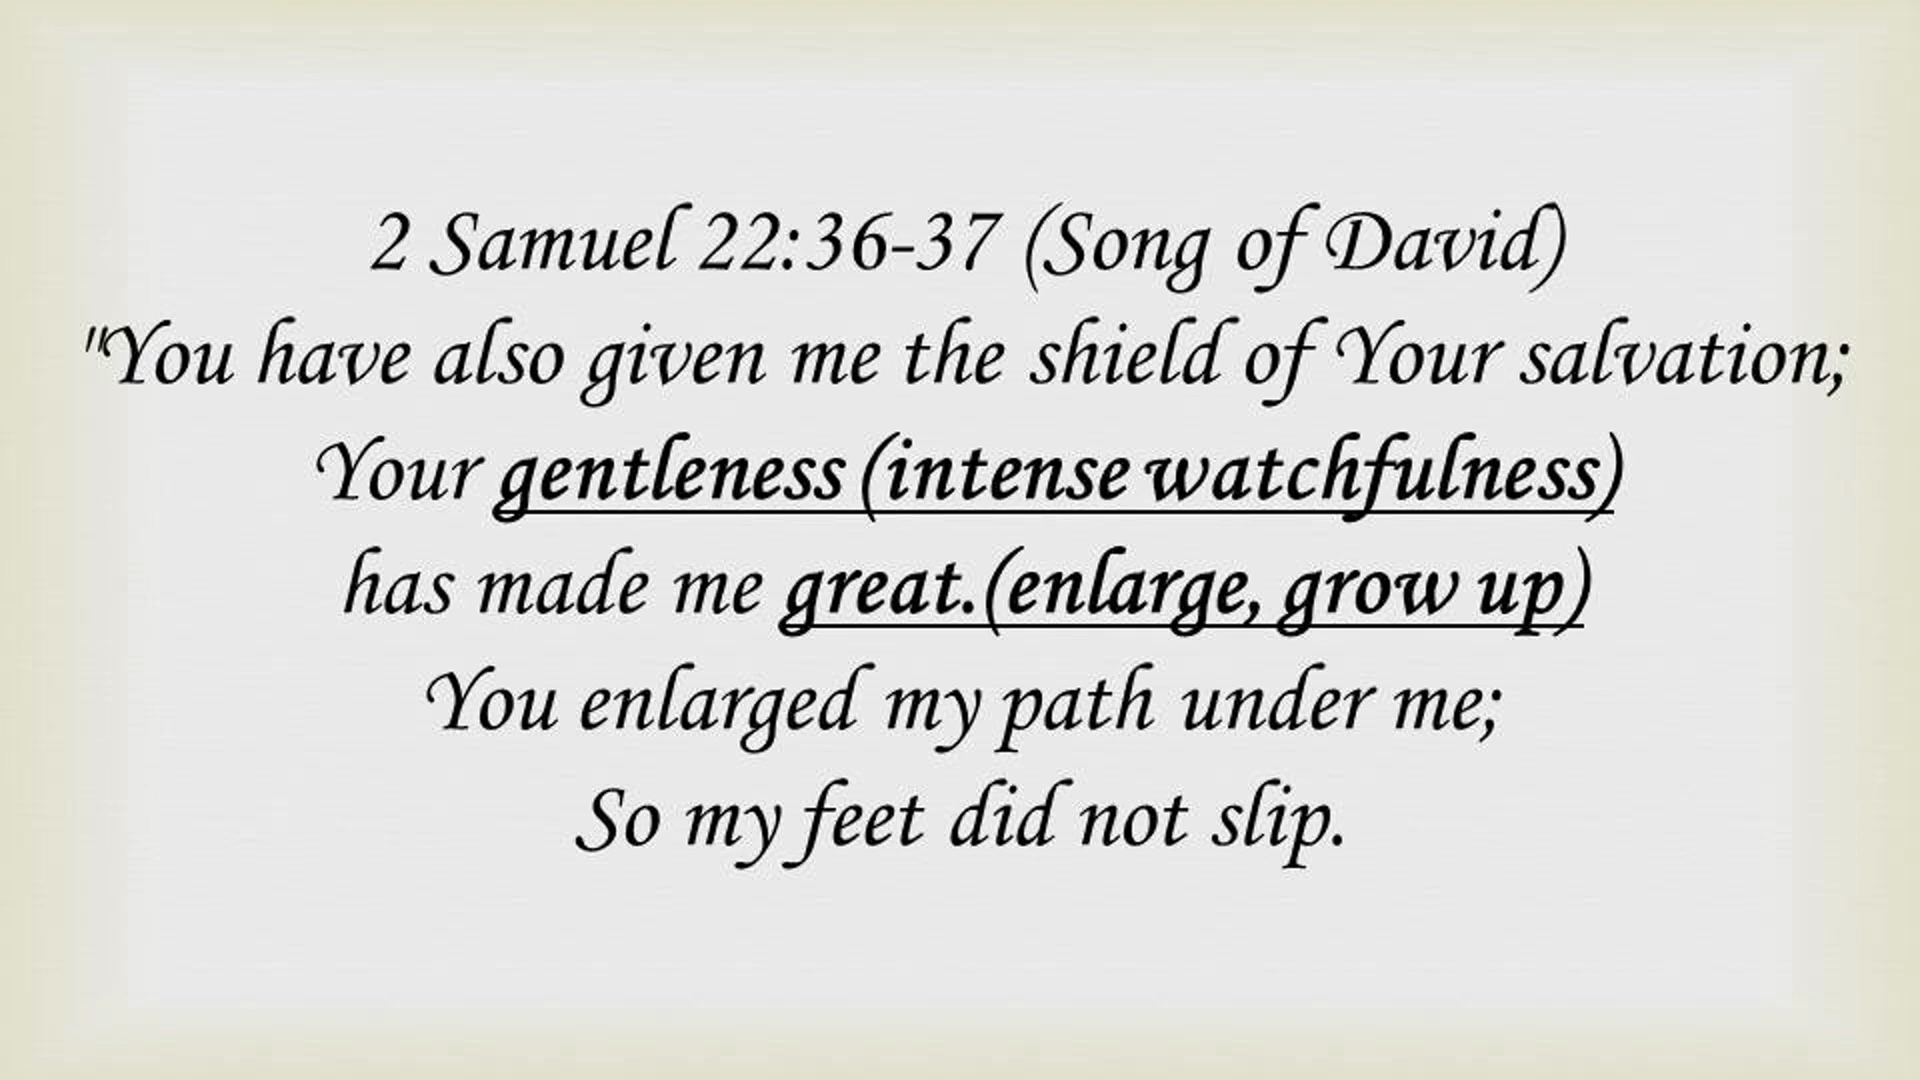 2 Samuel 22:36-37 (Song of David)
"You have also given me the shield of Your salvation;
Your gentleness (intense watchfulness)
has made me great.(enlarge, grow up)
You enlarged my path under me;
So my feet did not slip.